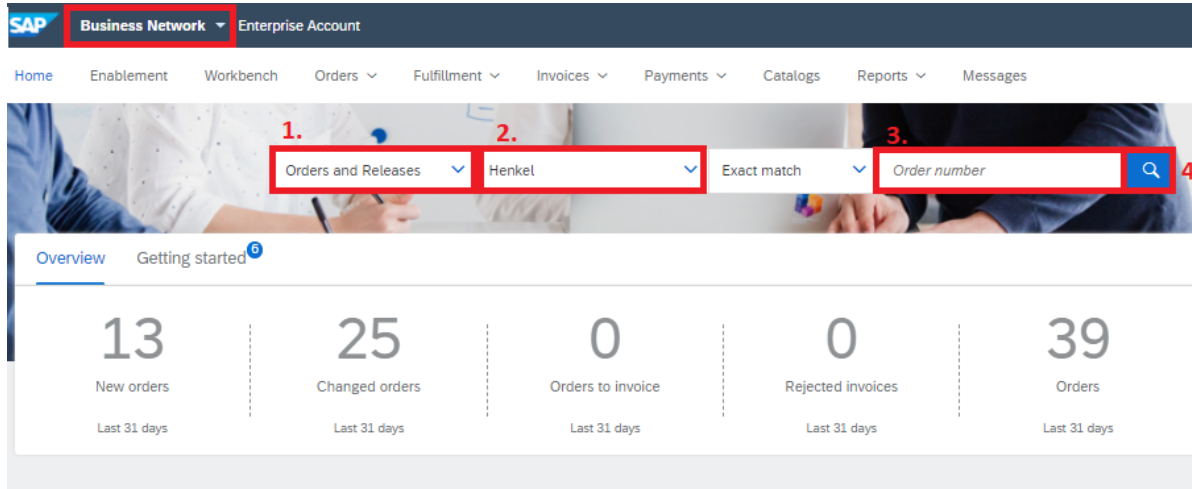 SAP Business Network Enterprise Account
Home Enablement Workbench Orders Fulfillment Invoices Payments Catalogs Reports Messages
1. 2. 3.
Orders and Releases Henkel Exact match Order number 4
Overview Getting started 6
13 25 0 0 39
New orders Changed orders Orders to invoice Rejected invoices Orders
Last 31 days Last 31 days Last 31 days Last 31 days Last 31 days